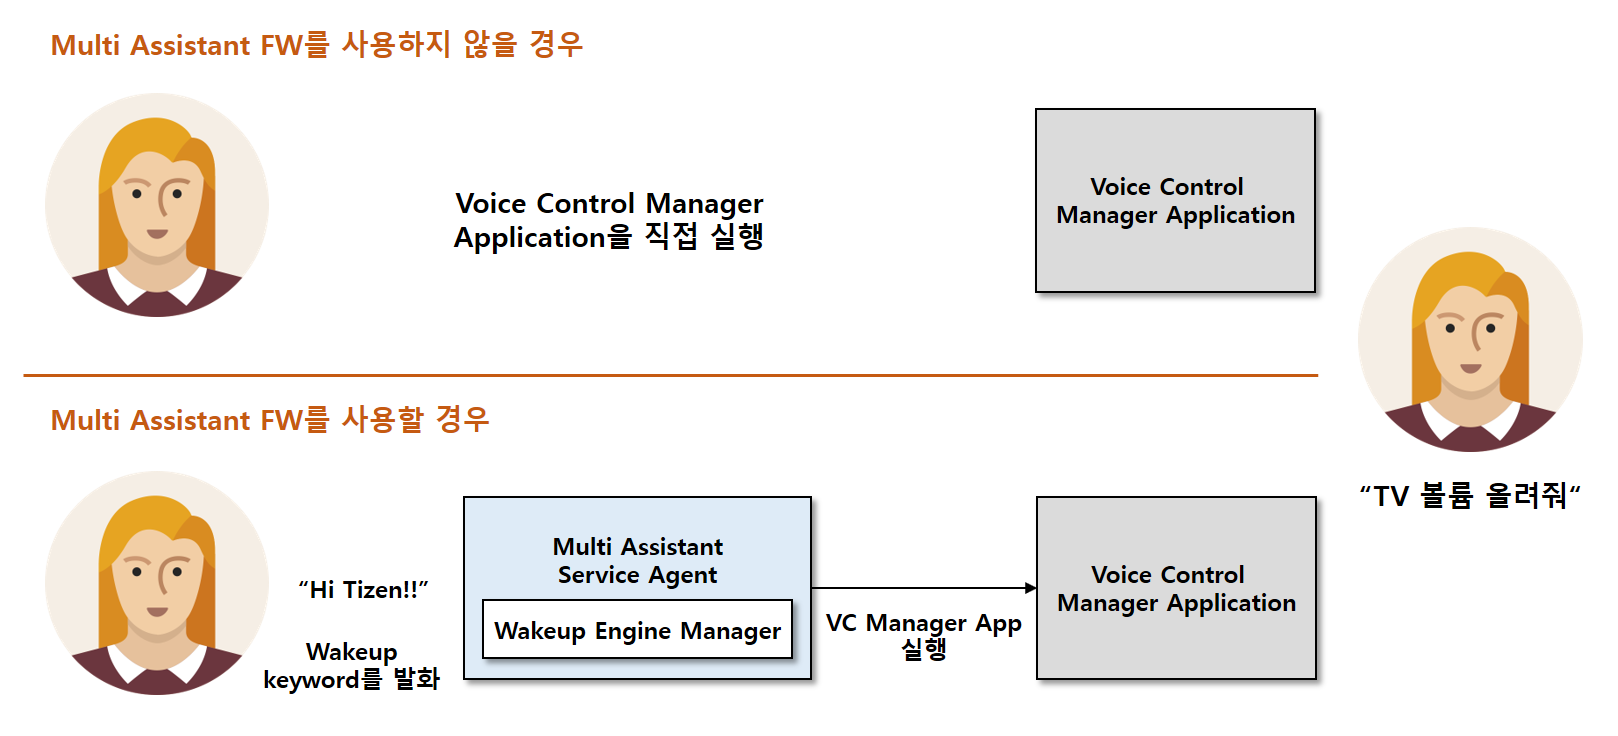 Multi Assistant FW를 사용하지 않을 경우
Voice Control Manager
Application을 직접 실행
Voice Control
Manager Application
Multi Assistant FW를 사용할 경우
“Hi Tizen!!”
Wakeup
keyword를 발화
Multi Assistant
Service Agent
Wakeup Engine Manager
VC Manager App
실행
Voice Control
Manager Application
“TV 볼륨 올려줘“